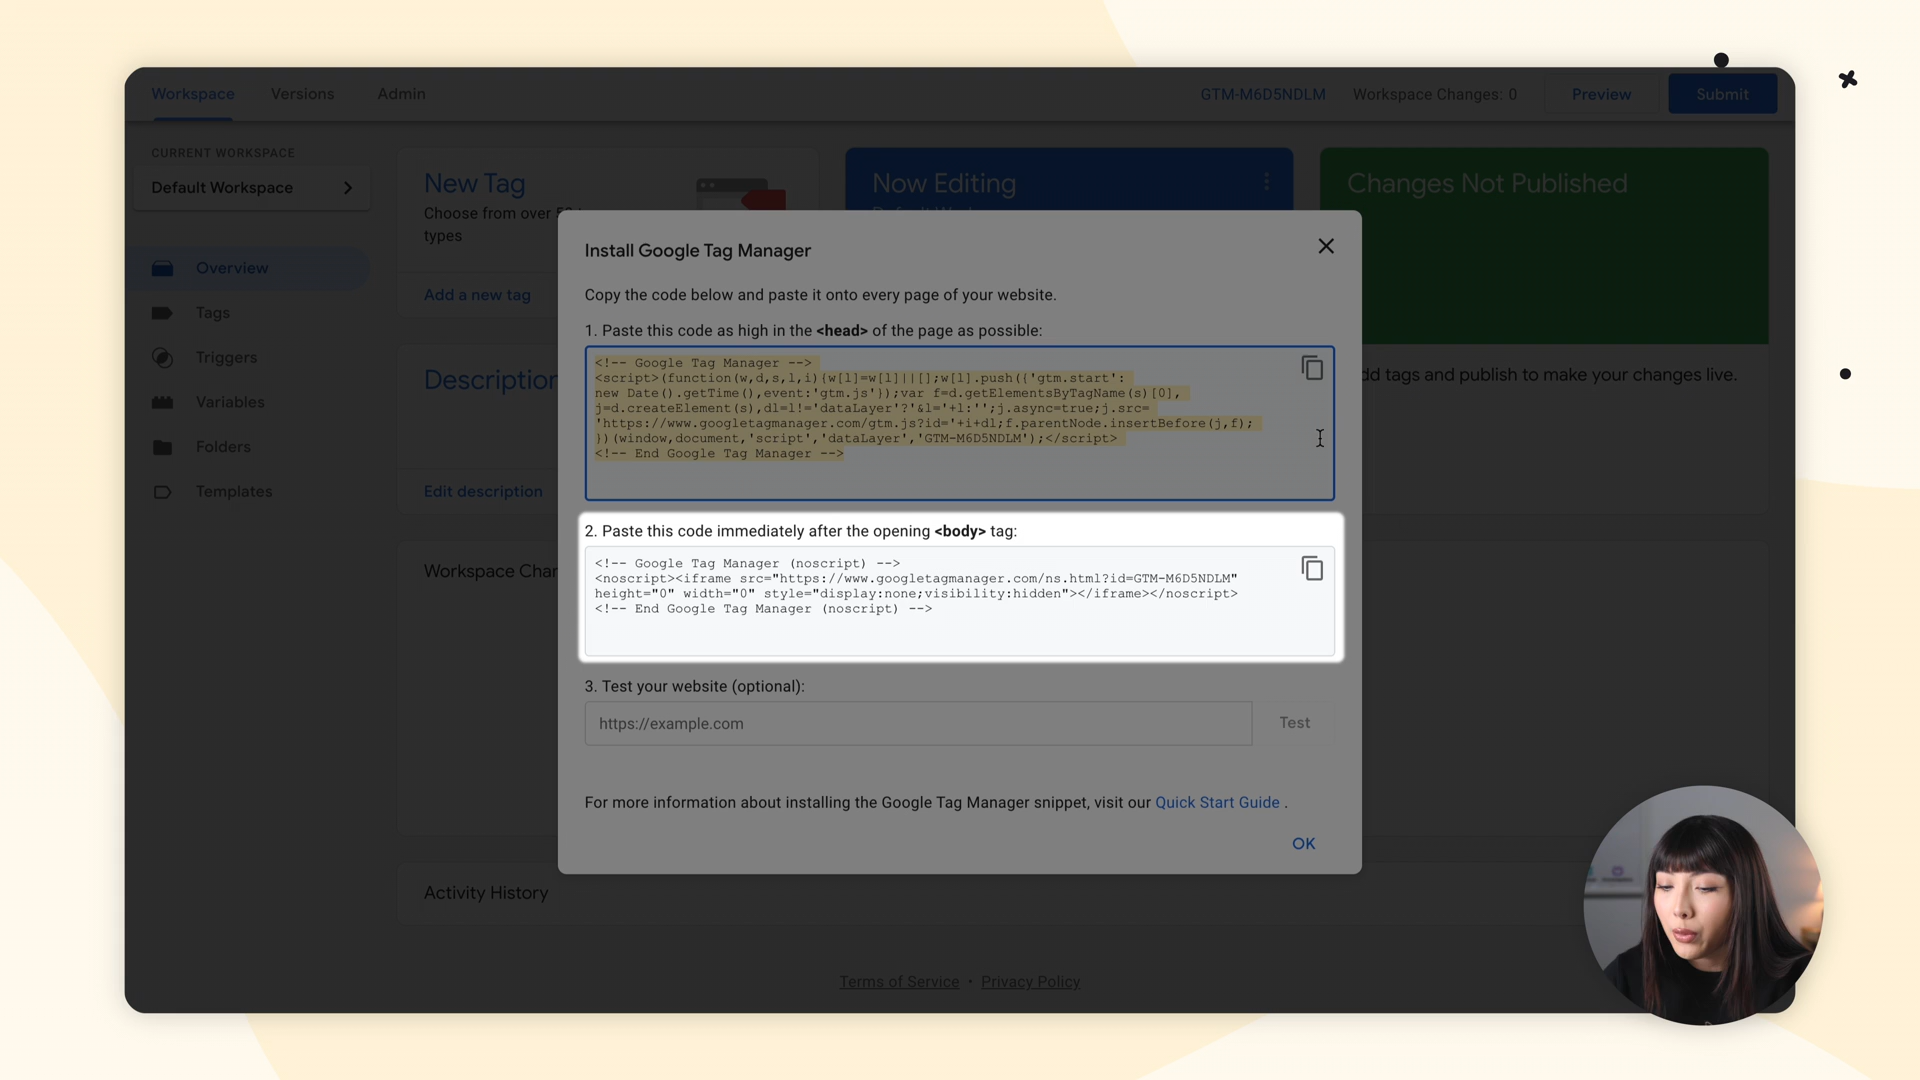 Workspace
Versions
Admin
GTM-M6D5NDLM
Workspace Changes: 0
Preview
Submit
CURRENT WORKSPACE
Default Workspace
Overview
Tags
Triggers
Variables
Folders
Templates
New Tag
Choose from over
types
Add a new tag
Now Editing
Changes Not Published
dd tags and publish to make your changes live.
Description
Edit description
Workspace Char
Activity History
Install Google Tag Manager
Copy the code below and paste it onto every page of your website.
1. Paste this code as high in the <head> of the page as possible:
<!-- Google Tag Manager -->
<script>(function(w,d,s,l,i){w[l]=w[l]||[];w[l].push({'gtm.start':
new Date().getTime(),event:'gtm.js'});var f=d.getElementsByTagName(s)[0],
j=d.createElement(s),dl=l!='dataLayer'?'&l='+l:'';j.async=true;j.src=
'https://www.googletagmanager.com/gtm.js?id='+i+dl;f.parentNode.insertBefore(j,f);
})(window,document,'script','dataLayer','GTM-M6D5NDLM');</script>
<!-- End Google Tag Manager -->
2. Paste this code immediately after the opening <body> tag:
<!-- Google Tag Manager (noscript) -->
<noscript><iframe src="https://www.googletagmanager.com/ns.html?id=GTM-M6D5NDLM"
height="0" width="0" style="display:none;visibility:hidden"></iframe></noscript>
<!-- End Google Tag Manager (noscript) -->
3. Test your website (optional):
https://example.com
Test
For more information about installing the Google Tag Manager snippet, visit our Quick Start Guide .
OK
Terms of Service • Privacy Policy